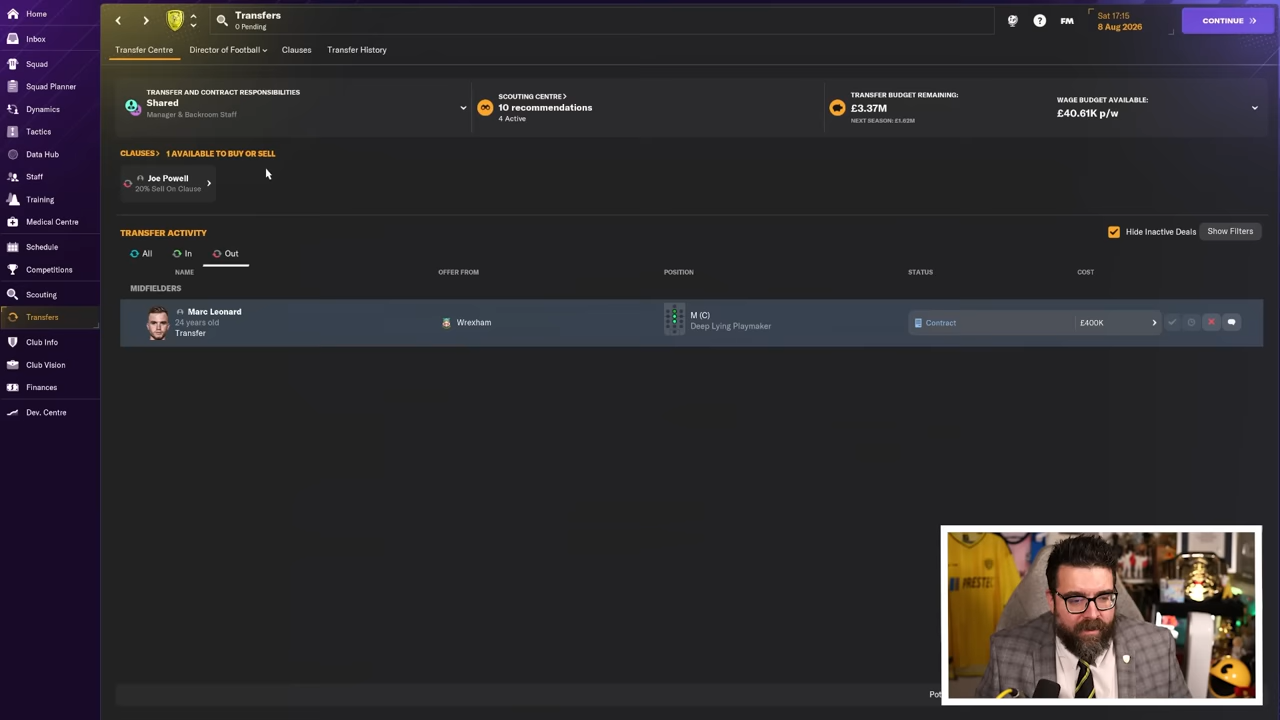 Home
Inbox
Squad
Squad Planner
Dynamics
Tactics
Data Hub
Staff
Training
Medical Centre
Schedule
Competitions
Scouting
Transfers
Club Info
Club Vision
Finances
Dev. Centre
Transfers
0 Pending
FM
Sat 17:15
8 Aug 2026
CONTINUE
Transfer Centre
Director of Football
Clauses
Transfer History
TRANSFER AND CONTRACT RESPONSIBILITIES
Shared
Manager & Backroom Staff
SCOUTING CENTRE >
10 recommendations
4 Active
TRANSFER BUDGET REMAINING:
£3.37M
NEXT SEASON: £1.62M
WAGE BUDGET AVAILABLE:
£40.61K p/w
CLAUSES > 1 AVAILABLE TO BUY OR SELL
Joe Powell
20% Sell On Clause
TRANSFER ACTIVITY
Hide Inactive Deals
Show Filters
All In Out
NAME OFFER FROM POSITION STATUS COST
MIDFIELDERS
Marc Leonard
24 years old
Transfer
Wrexham
M (C)
Deep Lying Playmaker
Contract
£400K